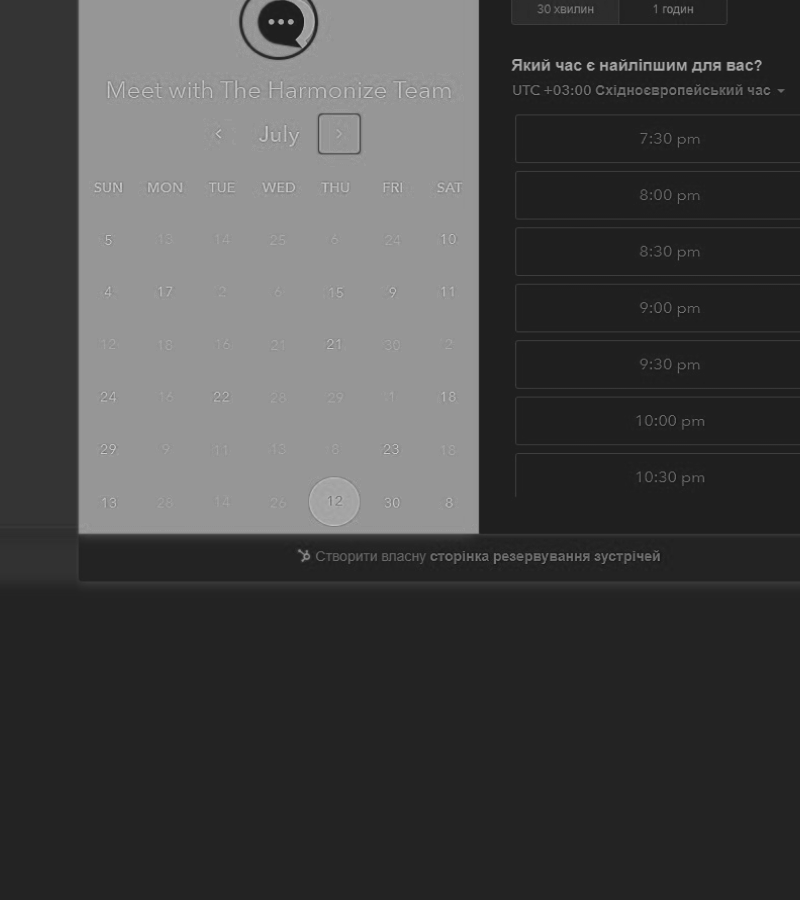 30 хвилин 1 годин
Meet with The Harmonize Team
July
SUN MON TUE WED THU FRI SAT
5 13 14 25 6 24 10
4 17 2 6 15 9 11
12 18 16 21 21 30 2
24 16 22 28 29 1 18
29 9 11 13 8 23 18
13 28 14 26 12 30 8
Який час є найліпшим для вас?
UTC +03:00 Східноєвропейський час
7:30 pm
8:00 pm
8:30 pm
9:00 pm
9:30 pm
10:00 pm
10:30 pm
Створити власну сторінка резервування зустрічей